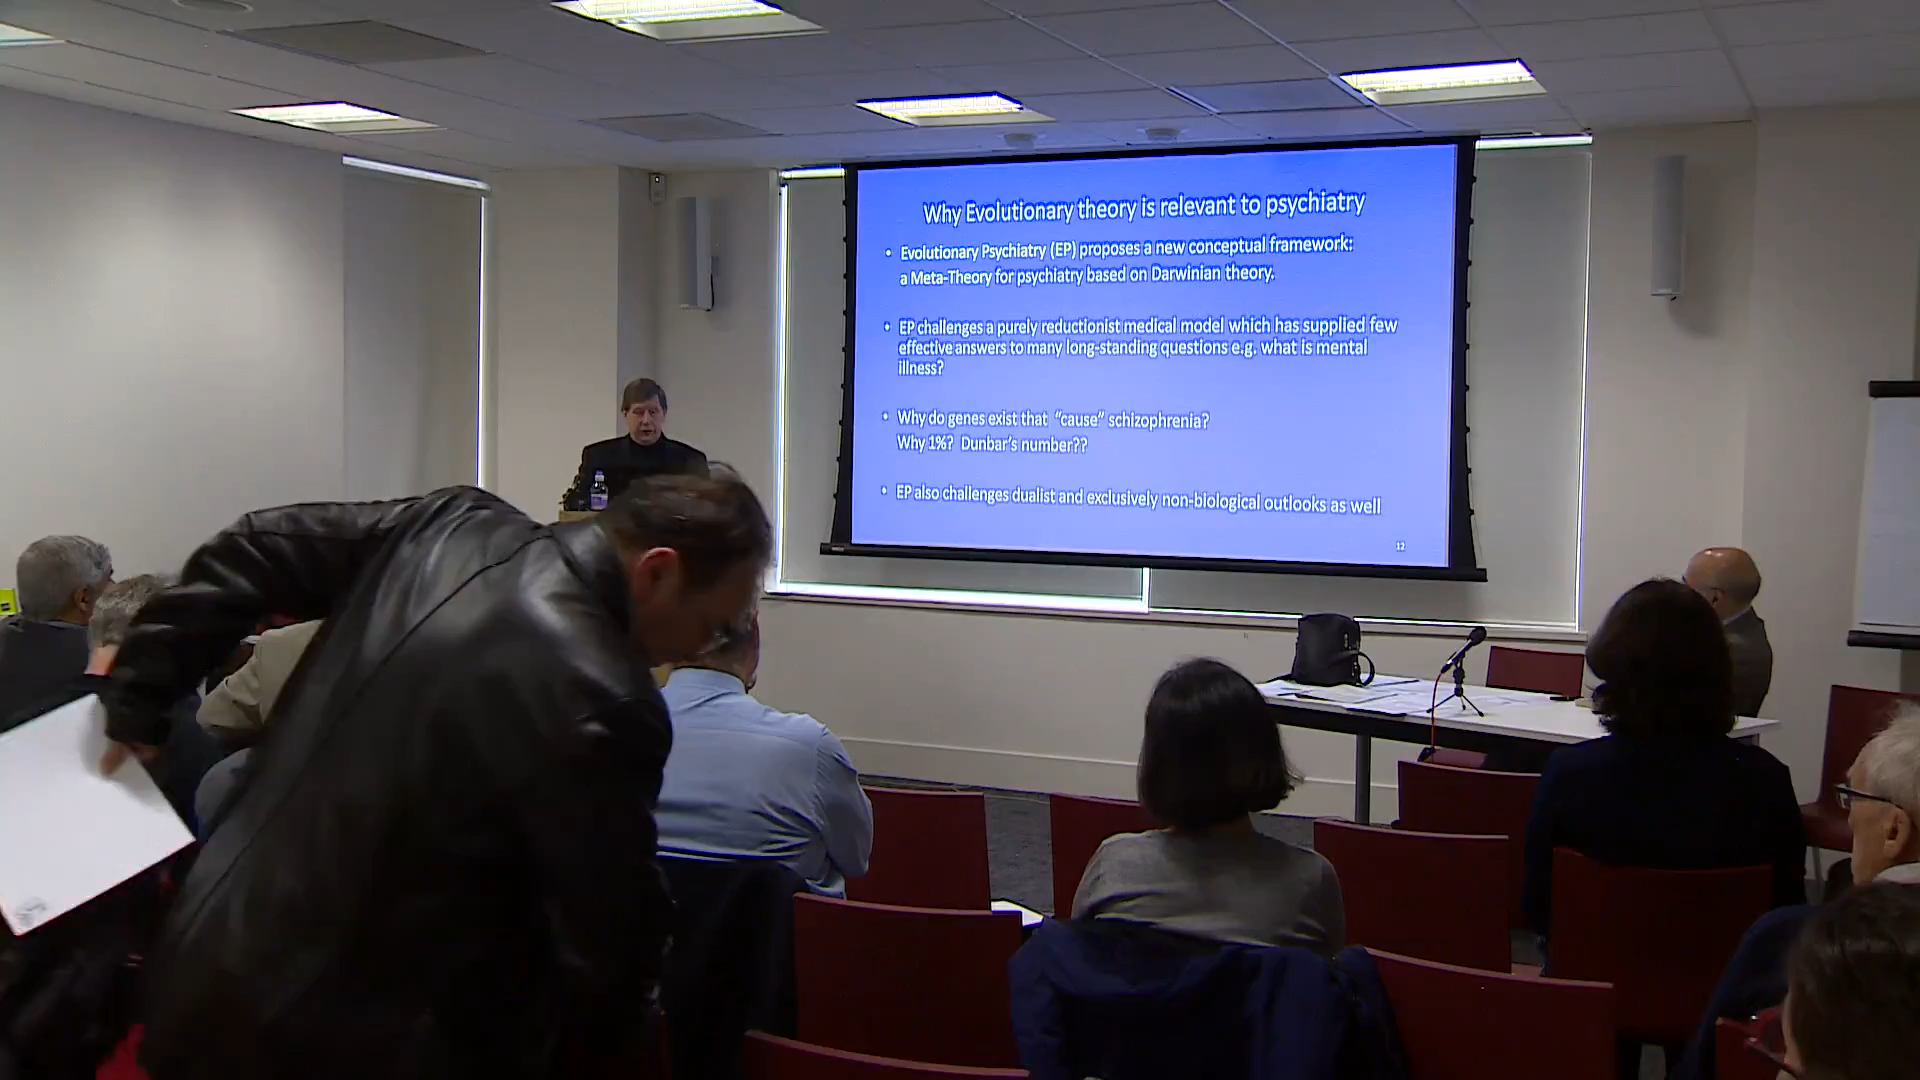 Why Evolutionary theory is relevant to psychiatry
• Evolutionary Psychiatry (EP) proposes a new conceptual framework:
a Meta-Theory for psychiatry based on Darwinian theory.
• EP challenges a purely reductionist medical model which has supplied few
effective answers to many long-standing questions e.g. what is mental
illness?
• Why do genes exist that “cause” schizophrenia?
Why 1%? Dunbar's number??
• EP also challenges dualist and exclusively non-biological outlooks as well
12